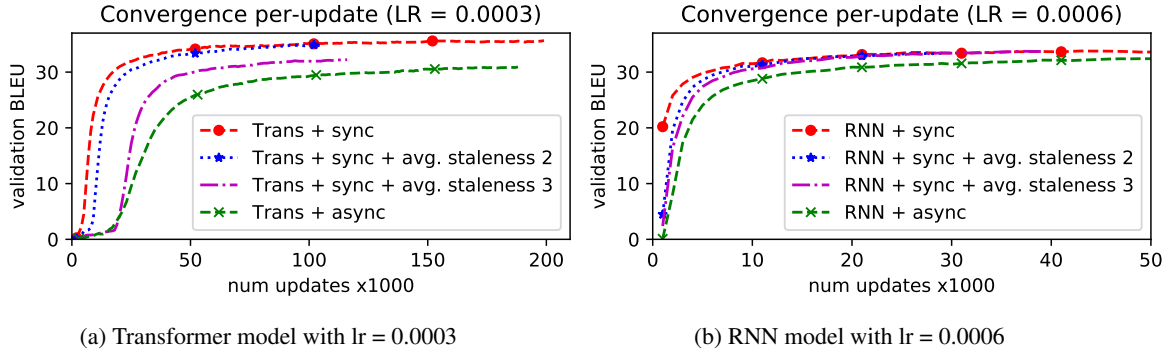 Convergence per-update (LR = 0.0003)
validation BLEU
30
20
10
0
Trans + sync
Trans + sync + avg. staleness 2
Trans + sync + avg. staleness 3
Trans + async
0 50 100 150 200
num updates x1000
(a) Transformer model with lr = 0.0003
Convergence per-update (LR = 0.0006)
validation BLEU
30
20
10
0
RNN + sync
RNN + sync + avg. staleness 2
RNN + sync + avg. staleness 3
RNN + async
0 10 20 30 40 50
num updates x1000
(b) RNN model with lr = 0.0006